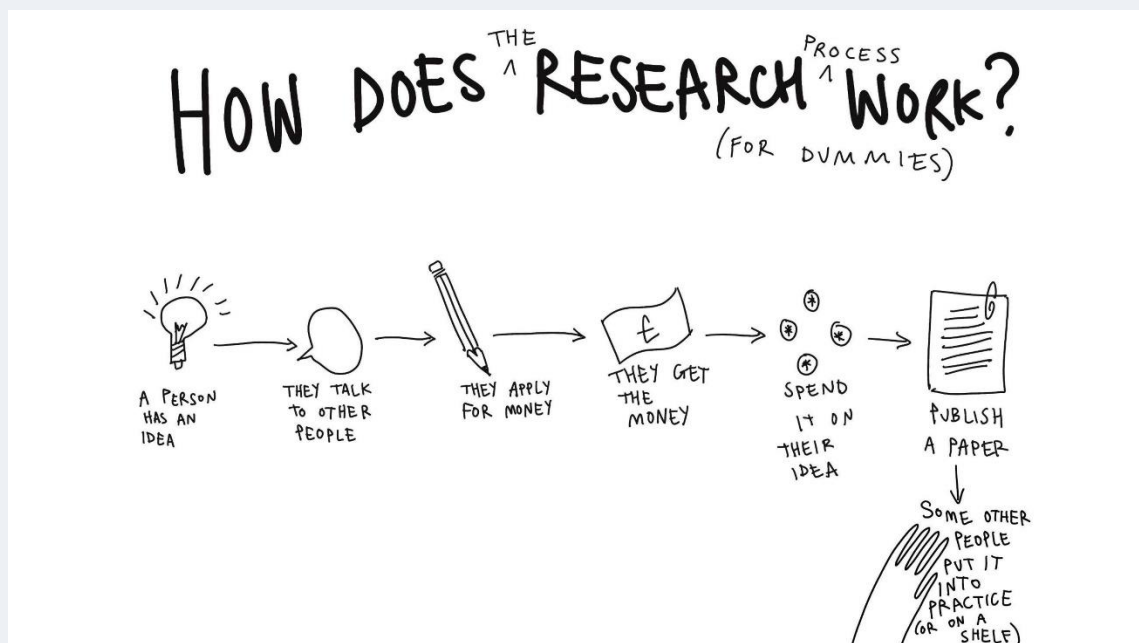 HOW DOES THE RESEARCH PROCESS WORK?
(FOR DUMMIES)
A PERSON
HAS AN
IDEA
THEY TALK
TO OTHER
PEOPLE
THEY APPLY
FOR MONEY
£
THEY GET
THE
MONEY
SPEND
IT ON
THEIR
IDEA
PUBLISH
A PAPER
SOME OTHER
PEOPLE
PUT IT
INTO
PRACTICE
(OR ON A
SHELF)